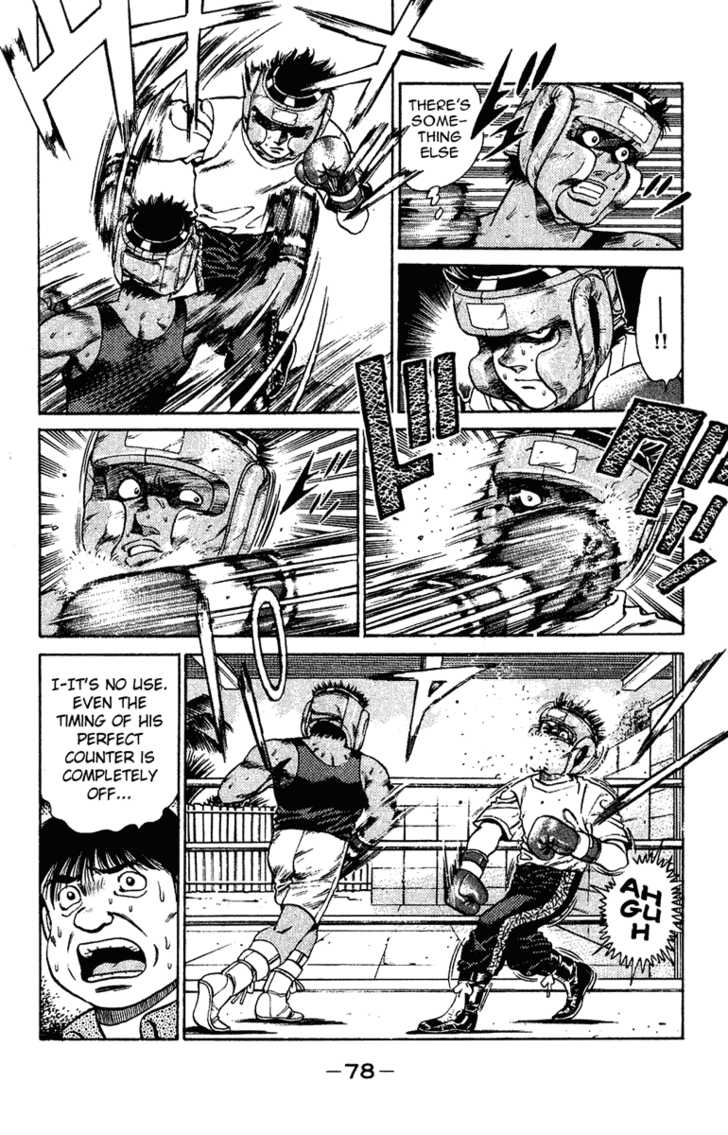 THERE'S
SOME-
THING
ELSE
!!
I-IT'S NO USE.
EVEN THE
TIMING OF HIS
PERFECT
COUNTER IS
COMPLETELY
OFF...
AH
GUH
-78-